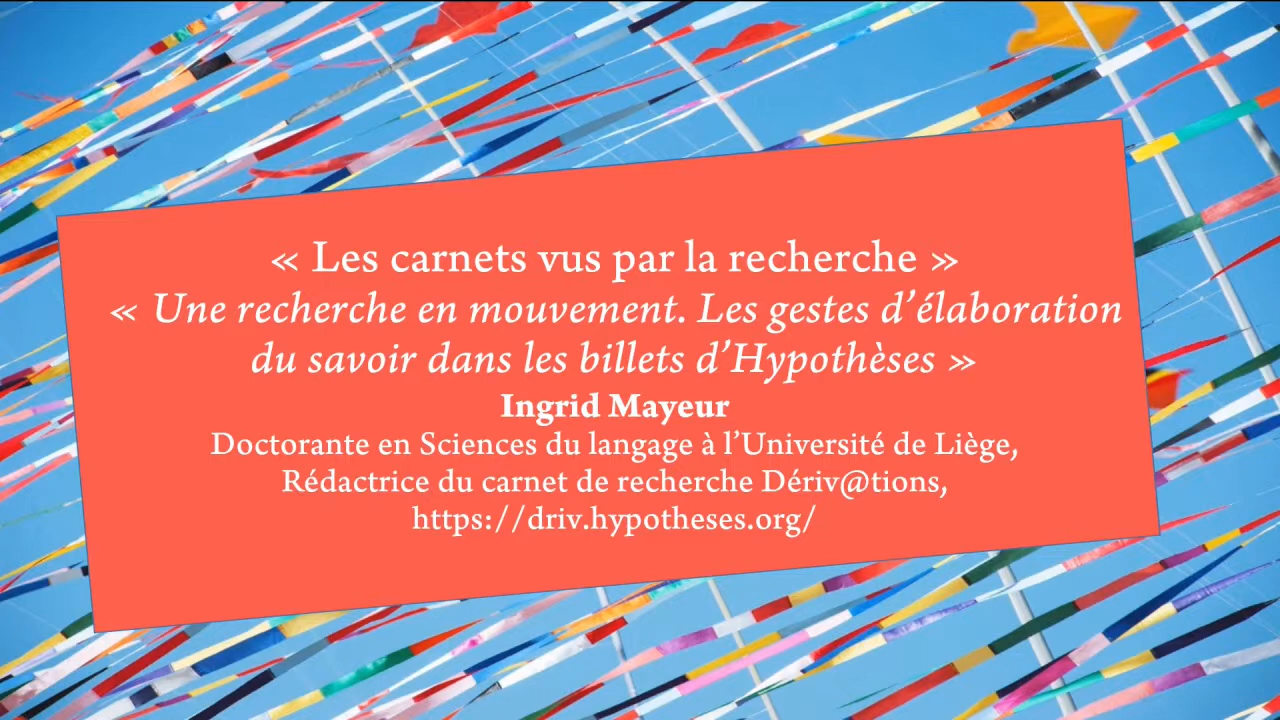 « Les carnets vus par la recherche »
« Une recherche en mouvement. Les gestes d’élaboration
du savoir dans les billets d’Hypothèses »
Ingrid Mayeur
Doctorante en Sciences du langage à l’Université de Liège,
Rédactrice du carnet de recherche Dériv@tions,
https://driv.hypotheses.org/